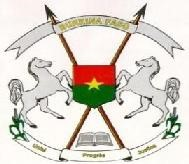 BURKINA FASO
Unité Progrès Justice